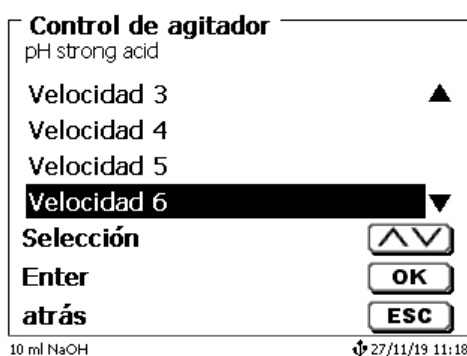 Control de agitador
pH strong acid
Velocidad 3
Velocidad 4
Velocidad 5
Velocidad 6
Selección
Enter OK
atrás ESC
10 ml NaOH 27/11/19 11:18